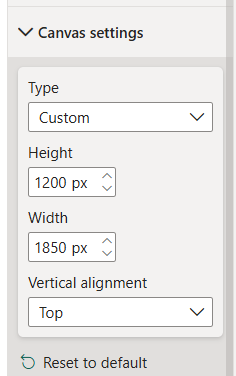 Canvas settings
Type
Custom
Height
1200 px
Width
1850 px
Vertical alignment
Top
Reset to default